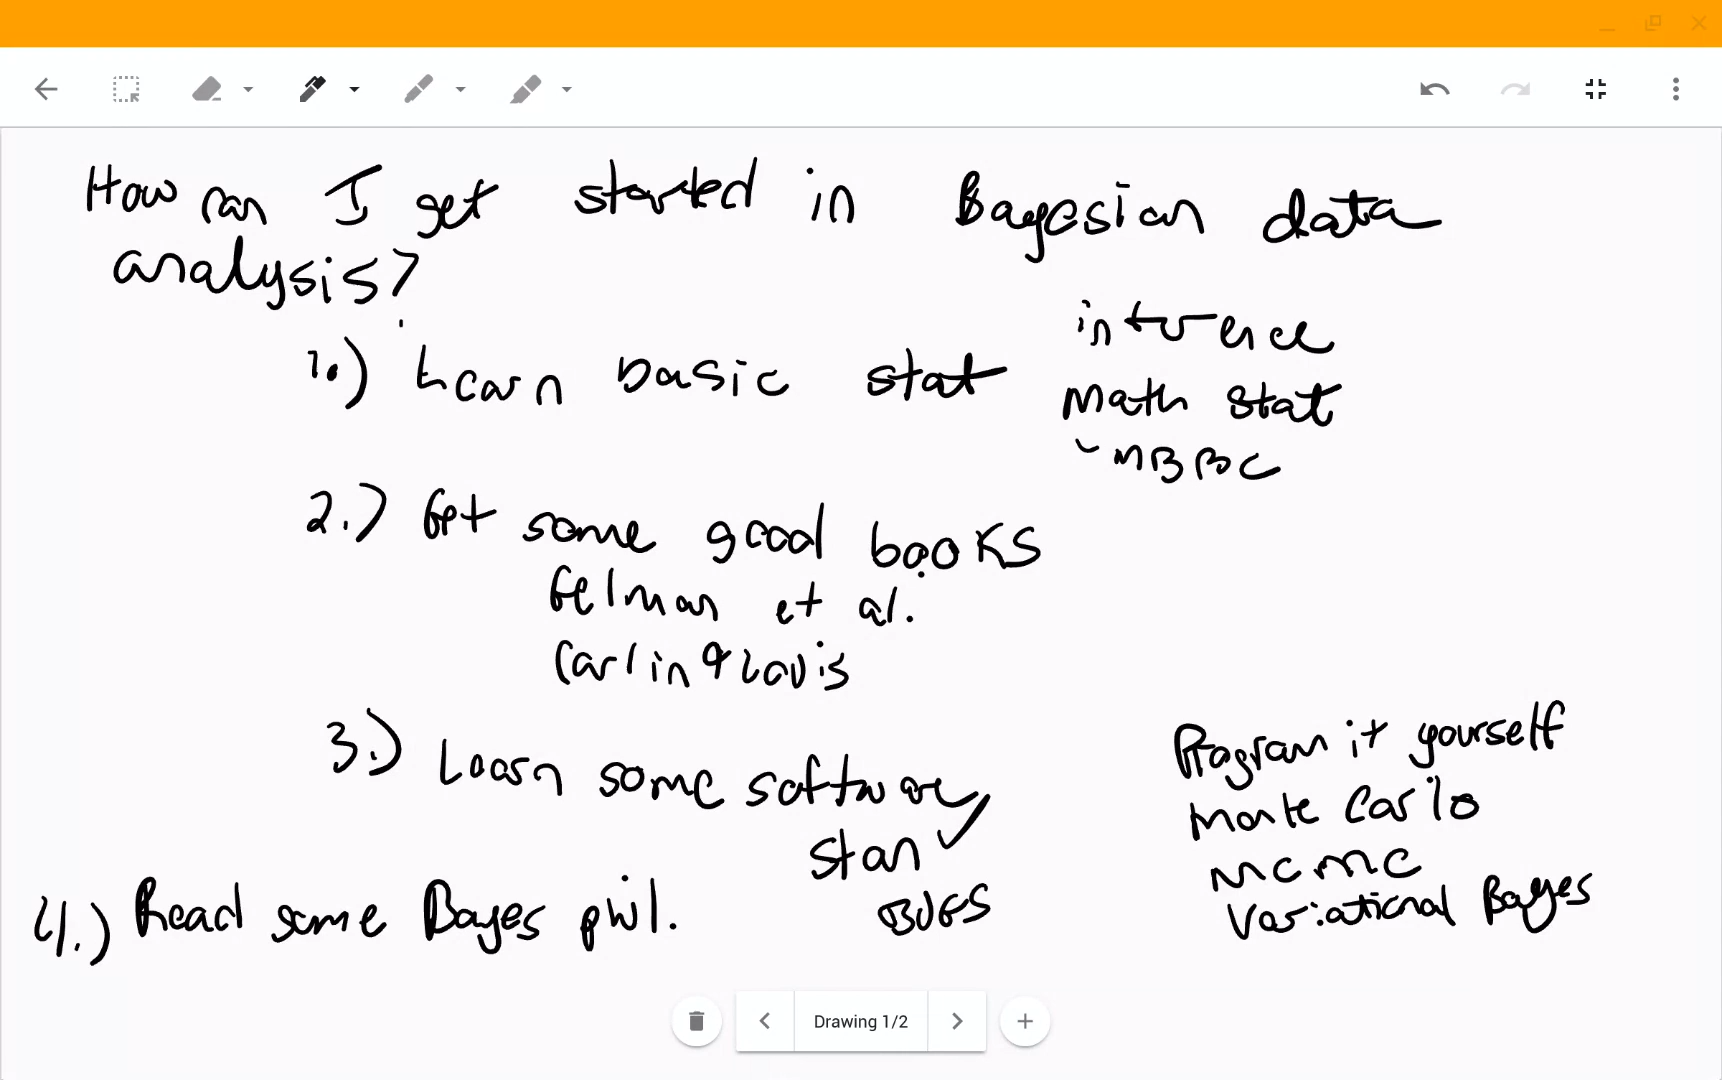 How can I get started in Bayesian data
analysis?
1.) Learn basic stat
inference
Math stat
MBBC
2.) Get some good books
Gelman et al.
Carlin & Louis
3.) Learn some software
Stan
BUGS
Program it yourself
Monte Carlo
MCMC
Variational Bayes
4.) Read some Bayes phil.
Drawing 1/2